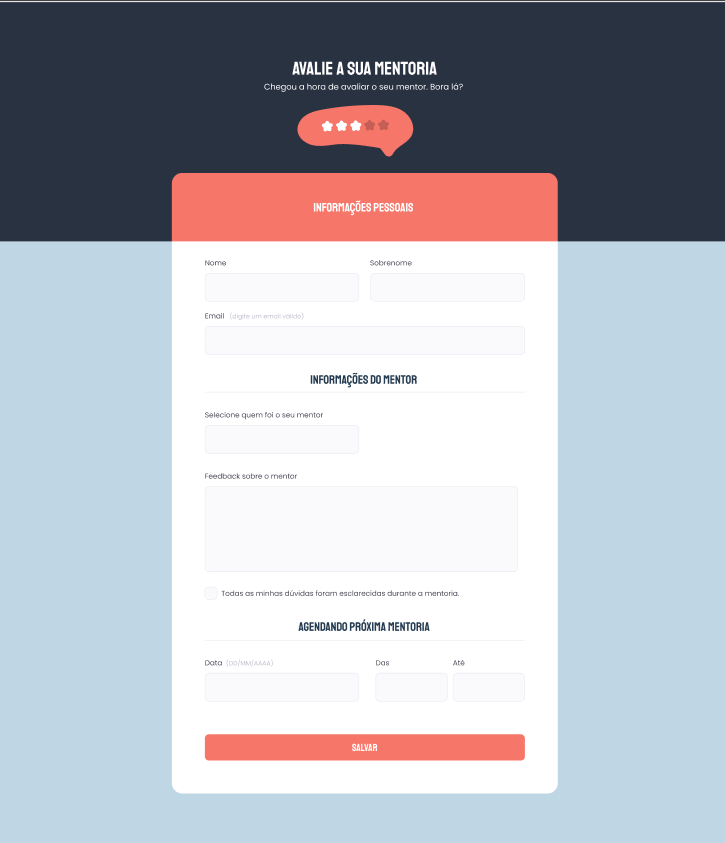 AVALIE A SUA MENTORIA
Chegou a hora de avaliar o seu mentor. Bora lá?
INFORMAÇÕES PESSOAIS
Nome Sobrenome
Email (digite um email válido)
INFORMAÇÕES DO MENTOR
Selecione quem foi o seu mentor
Feedback sobre o mentor
Todas as minhas dúvidas foram esclarecidas durante a mentoria.
AGENDANDO PRÓXIMA MENTORIA
Data (DD/MM/AAAA) Das Até
SALVAR